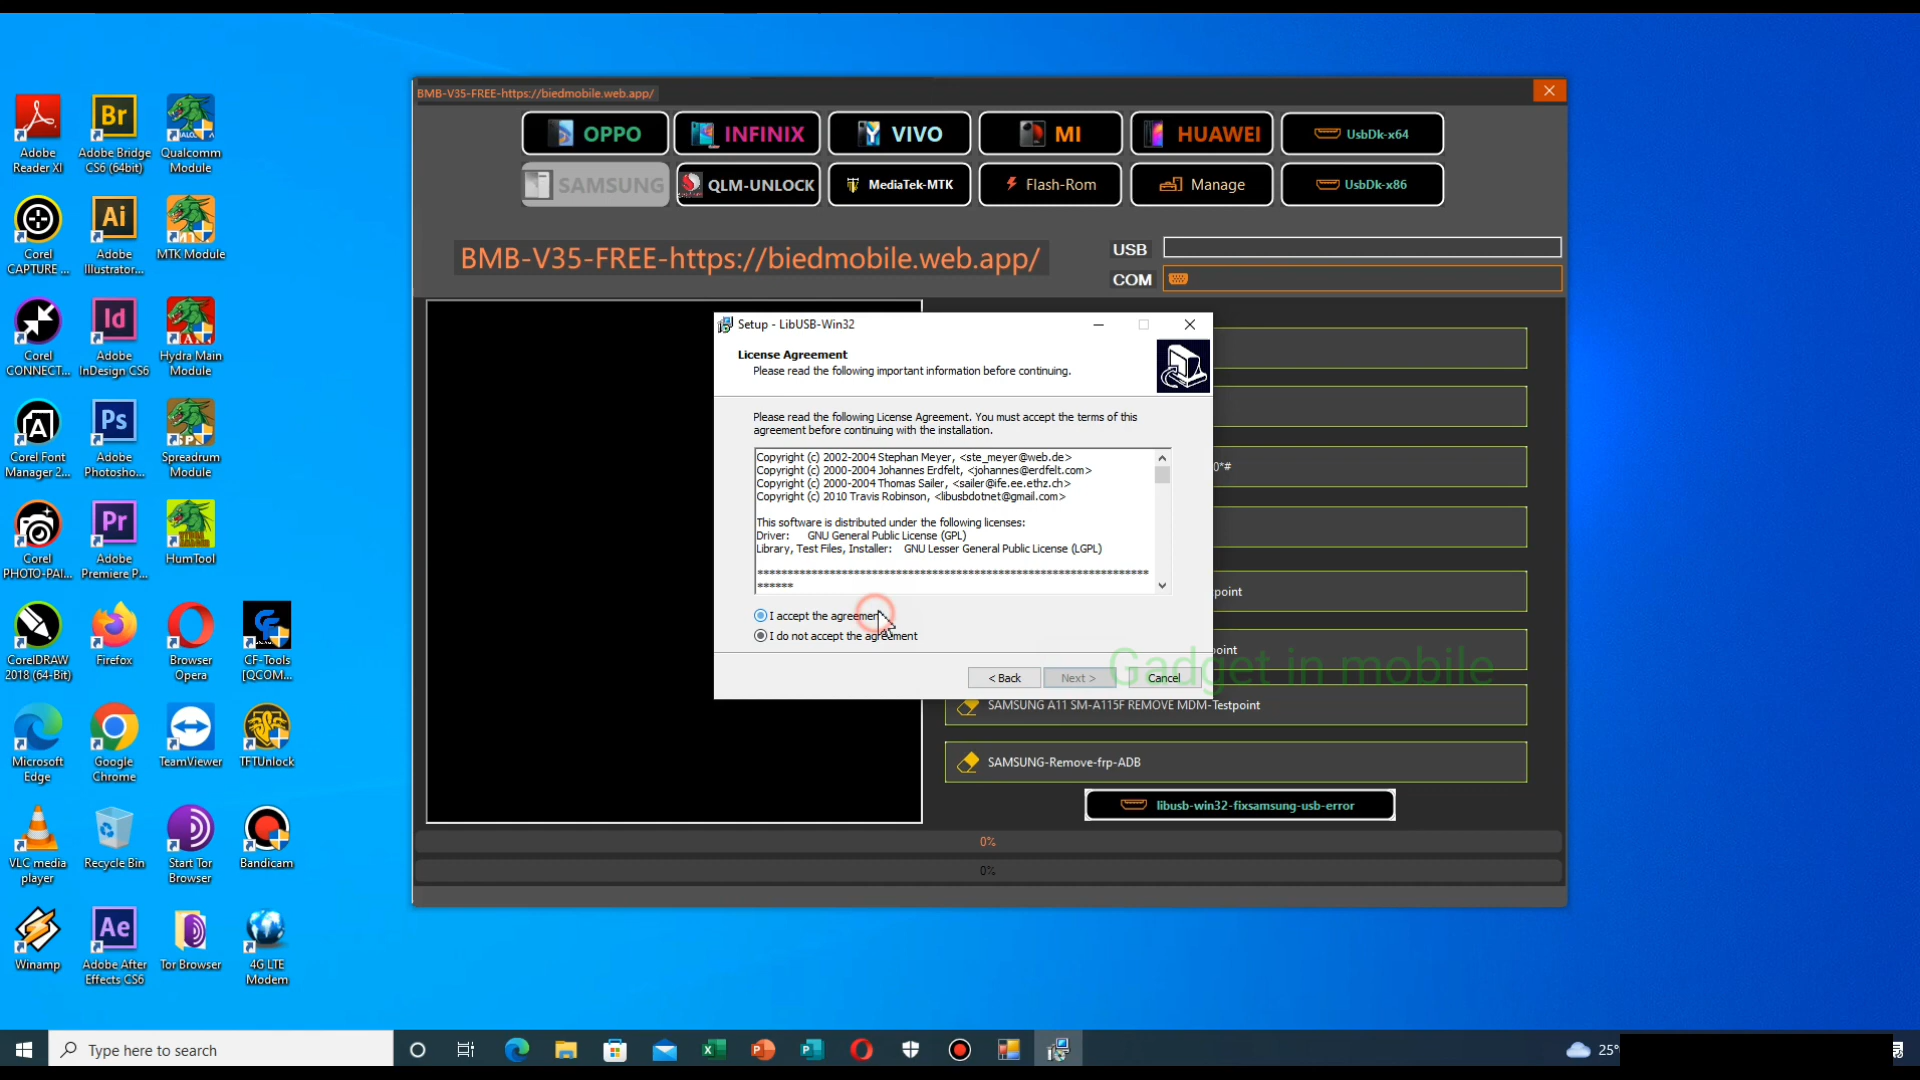 BMB-V35-FREE-https://biedmobile.web.app/
OPPO
INFINIX
VIVO
MI
HUAWEI
UsbDk-x64
SAMSUNG
QLM-UNLOCK
MediaTek-MTK
Flash-Rom
Manage
UsbDk-x86
BMB-V35-FREE-https://biedmobile.web.app/
USB
COM
Setup - LibUSB-Win32
License Agreement
Please read the following important information before continuing.
Please read the following License Agreement. You must accept the terms of this
agreement before continuing with the installation.
Copyright (c) 2002-2004 Stephan Meyer, <ste_meyer@web.de>
Copyright (c) 2000-2004 Johannes Erdfelt, <johannes@erdfelt.com>
Copyright (c) 2000-2004 Thomas Sailer, <sailer@ife.ee.ethz.ch>
Copyright (c) 2010 Travis Robinson, <libusbdotnet@gmail.com>
This software is distributed under the following licenses:
Driver: GNU General Public License (GPL)
Library, Test Files, Installer: GNU Lesser General Public License (LGPL)
I accept the agreement
I do not accept the agreement
< Back
Next >
Cancel
0*#
point
point
Gadget in mobile
SAMSUNG A11 SM-A115F REMOVE MDM-Testpoint
SAMSUNG-Remove-frp-ADB
libusb-win32-fixsamsung-usb-error
0%
0%
Adobe
Reader XI
Br
Adobe Bridge
CS6 (64bit)
Qualcomm
Module
Corel
CAPTURE ...
Ai
Adobe
Illustrator...
MTK Module
Corel
CONNECT...
Id
Adobe
InDesign CS6
Hydra Main
Module
Corel Font
Manager 2...
Ps
Adobe
Photosho...
Spreadrum
Module
Corel
PHOTO-PAI...
Pr
Adobe
Premiere P...
HumTool
CorelDRAW
2018 (64-Bit)
Firefox
Browser
Opera
CF-Tools
[QCOM...
Microsoft
Edge
Google
Chrome
TeamViewer
TFTUnlock
VLC media
player
Recycle Bin
Start Tor
Browser
Bandicam
Winamp
Ae
Adobe After
Effects CS6
Tor Browser
4G LTE
Modem
Type here to search
25°